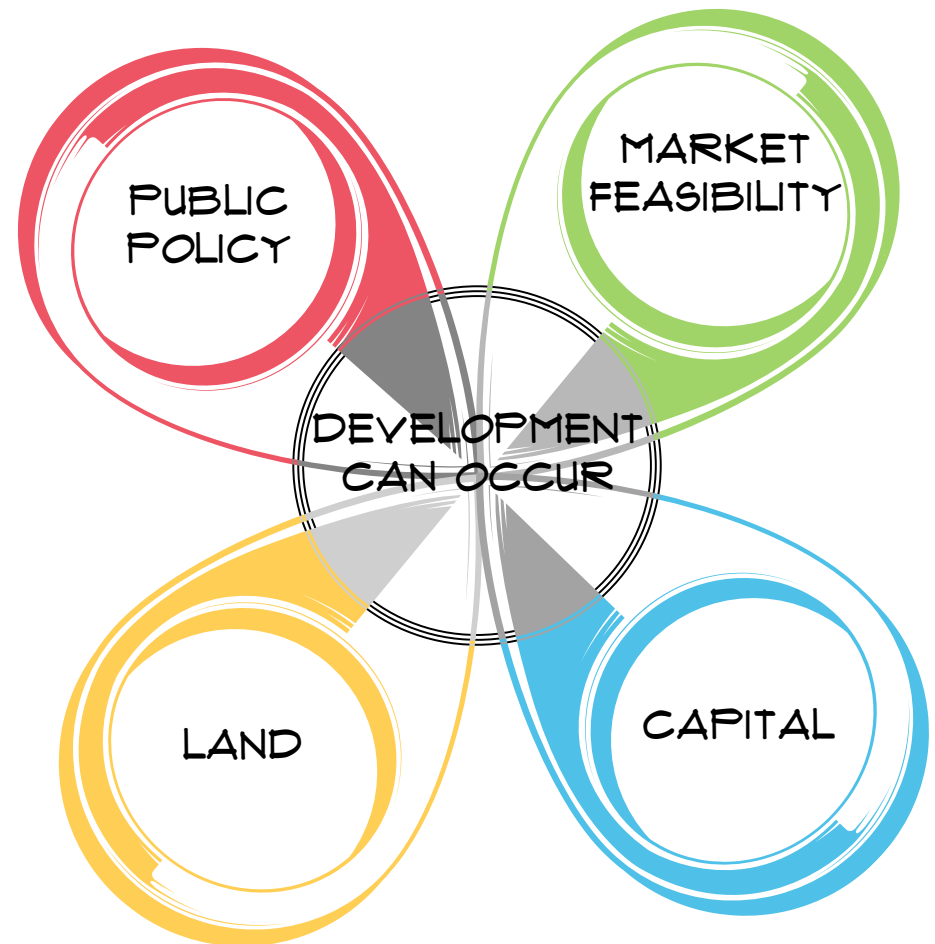 PUBLIC
POLICY
MARKET
FEASIBILITY
DEVELOPMENT
CAN OCCUR
LAND
CAPITAL